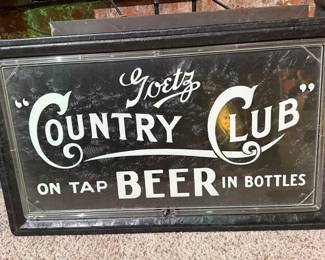 Goetz
"COUNTRY CLUB"
ON TAP BEER IN BOTTLES